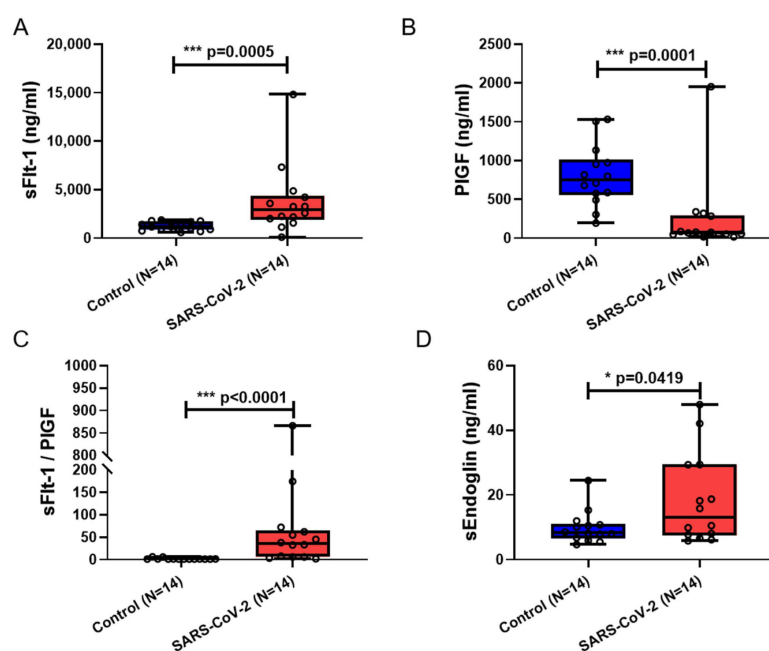 A
*** p=0.0005
sFlt-1 (ng/ml)
20,000
15,000
10,000
5,000
0
Control (N=14)
SARS-CoV-2 (N=14)
B
*** p=0.0001
PlGF (ng/ml)
2500
2000
1500
1000
500
0
Control (N=14)
SARS-CoV-2 (N=14)
C
*** p<0.0001
sFlt-1 / PlGF
1000
950
900
850
800
200
150
100
50
0
Control (N=14)
SARS-CoV-2 (N=14)
D
* p=0.0419
sEndoglin (ng/ml)
60
40
20
0
Control (N=14)
SARS-CoV-2 (N=14)